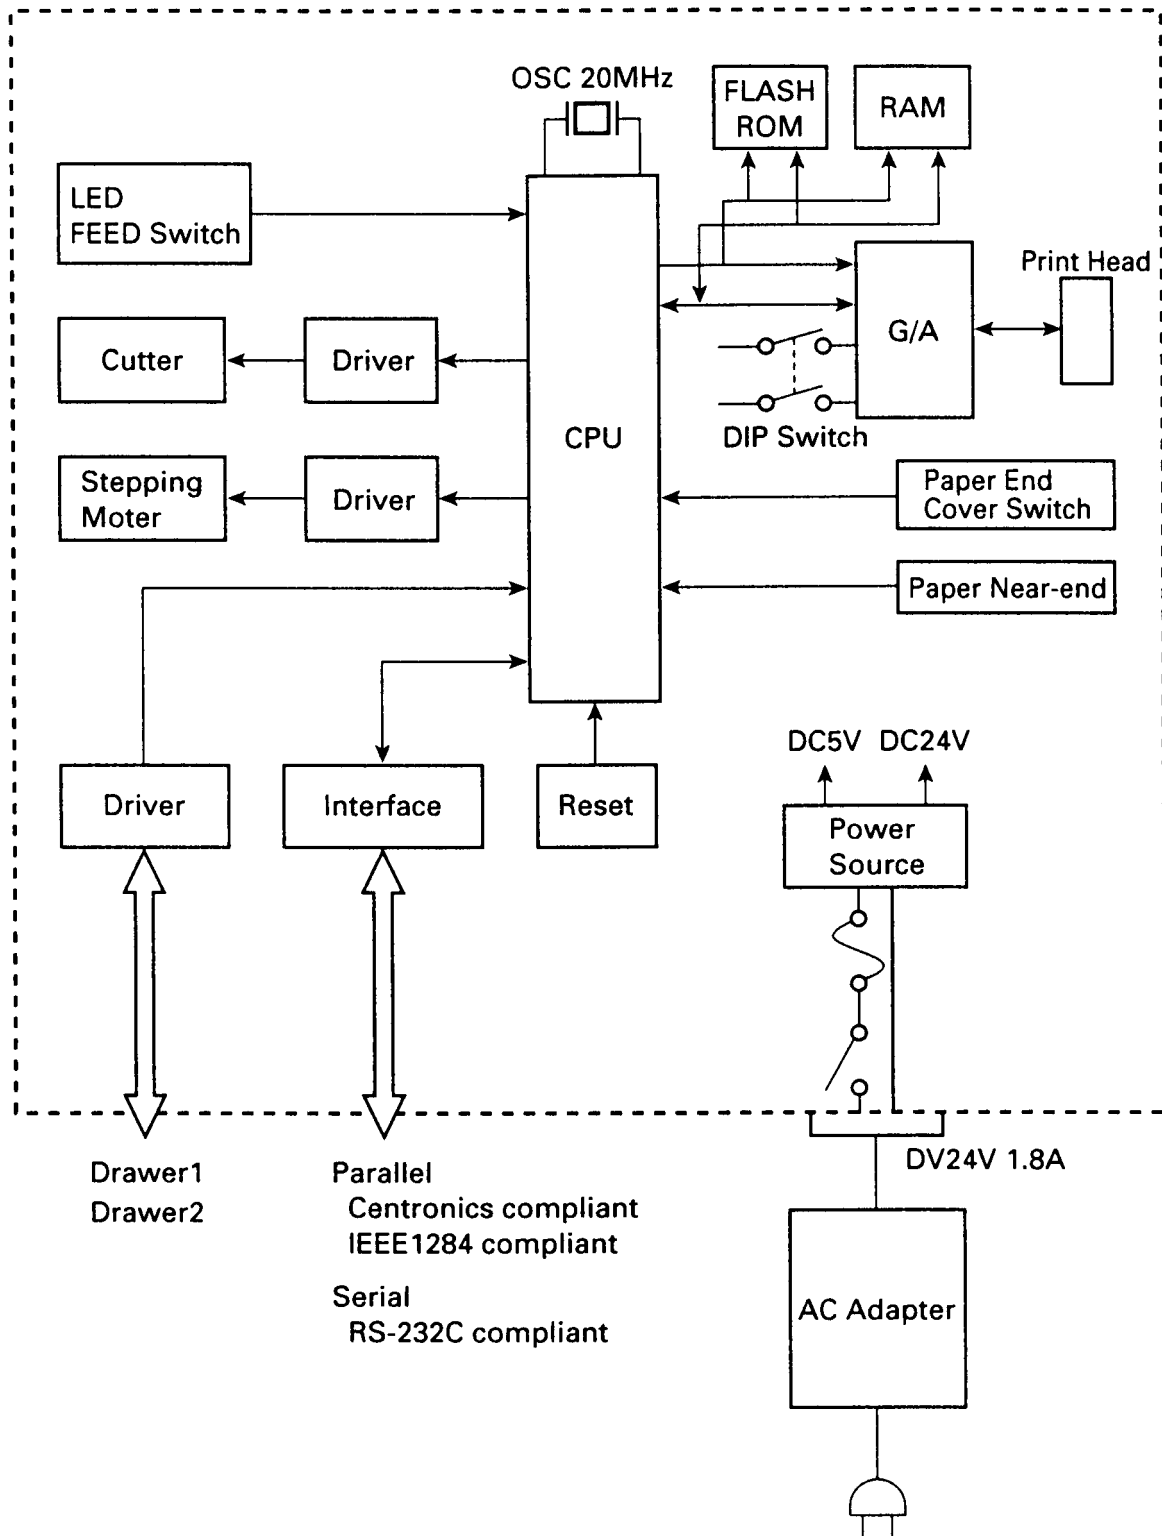 OSC 20MHz
FLASH
ROM
RAM
LED
FEED Switch
Print Head
G/A
Cutter
Driver
DIP Switch
CPU
Stepping
Moter
Driver
Paper End
Cover Switch
Paper Near-end
DC5V
DC24V
Driver
Interface
Reset
Power
Source
Drawer1
Drawer2
Parallel
Centronics compliant
IEEE1284 compliant
Serial
RS-232C compliant
DV24V 1.8A
AC Adapter